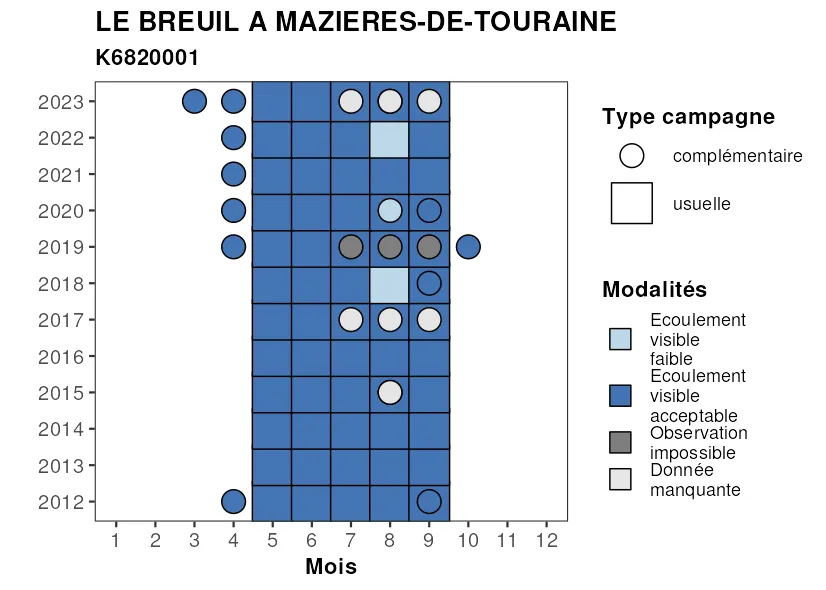 LE BREUIL A MAZIERES-DE-TOURAINE
K6820001
2023
2022
2021
2020
2019
2018
2017
2016
2015
2014
2013
2012
1 2 3 4 5 6 7 8 9 10 11 12
Mois
Type campagne
complémentaire
usuelle
Modalités
Ecoulement
visible
faible
Ecoulement
visible
acceptable
Observation
impossible
Donnée
manquante